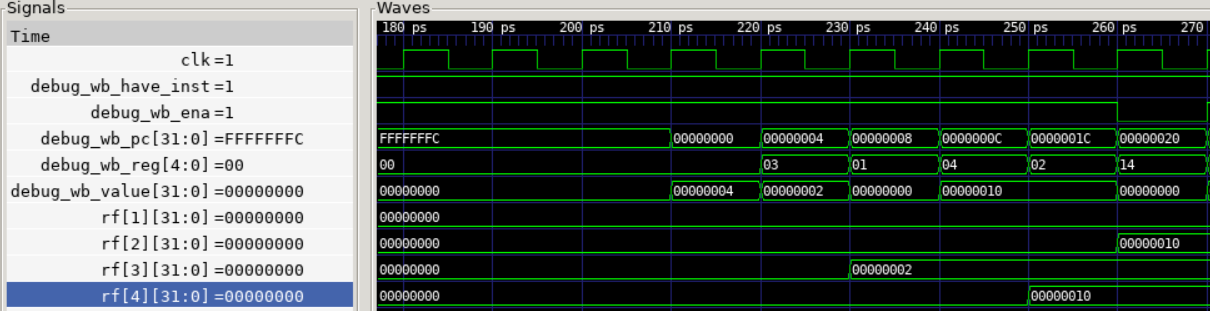 Signals
Waves
Time
180 ps 190 ps 200 ps 210 ps 220 ps 230 ps 240 ps 250 ps 260 ps 270
clk=1
debug_wb_have_inst=1
debug_wb_ena=1
debug_wb_pc[31:0]=FFFFFFFC FFFFFFFC 00000000 00000004 00000008 0000000C 0000001C 00000020
debug_wb_reg[4:0]=00 00 03 01 04 02 14
debug_wb_value[31:0]=00000000 00000000 00000004 00000002 00000000 00000010 00000000
rf[1][31:0]=00000000 00000000
rf[2][31:0]=00000000 00000000 00000010
rf[3][31:0]=00000000 00000000 00000002
rf[4][31:0]=00000000 00000000 00000010